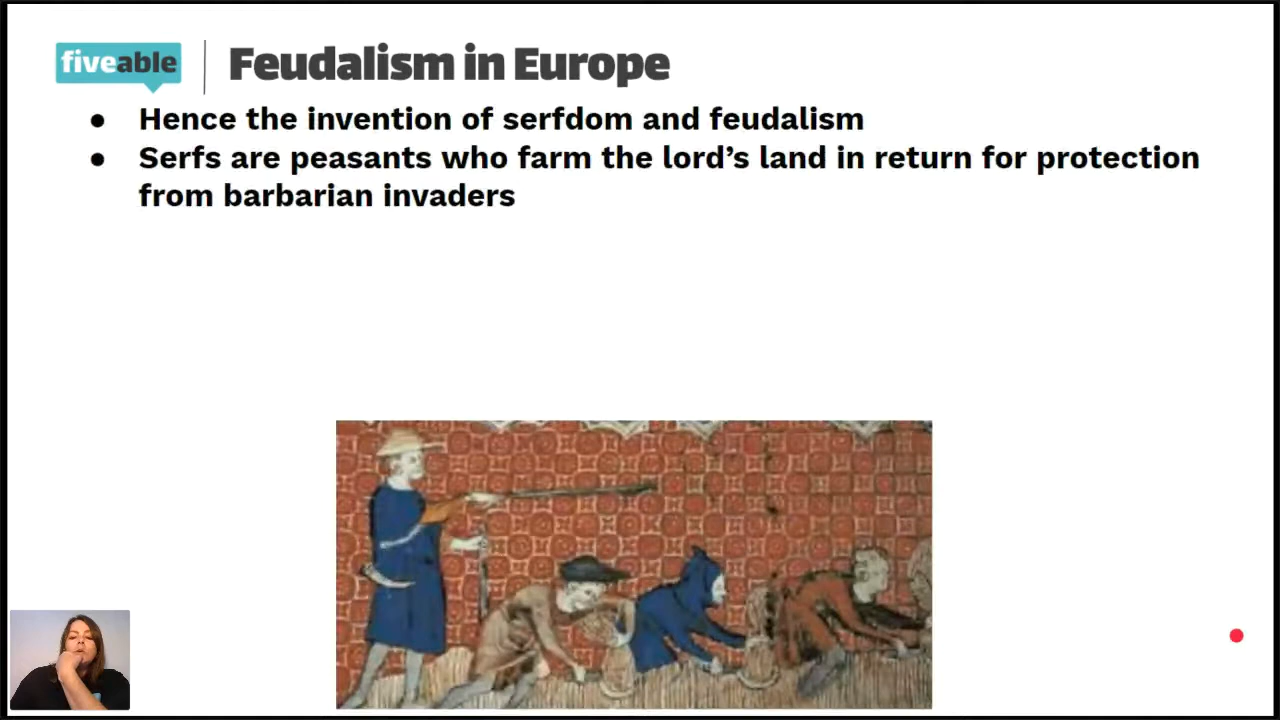 fiveable
Feudalism in Europe
● Hence the invention of serfdom and feudalism
● Serfs are peasants who farm the lord’s land in return for protection
from barbarian invaders